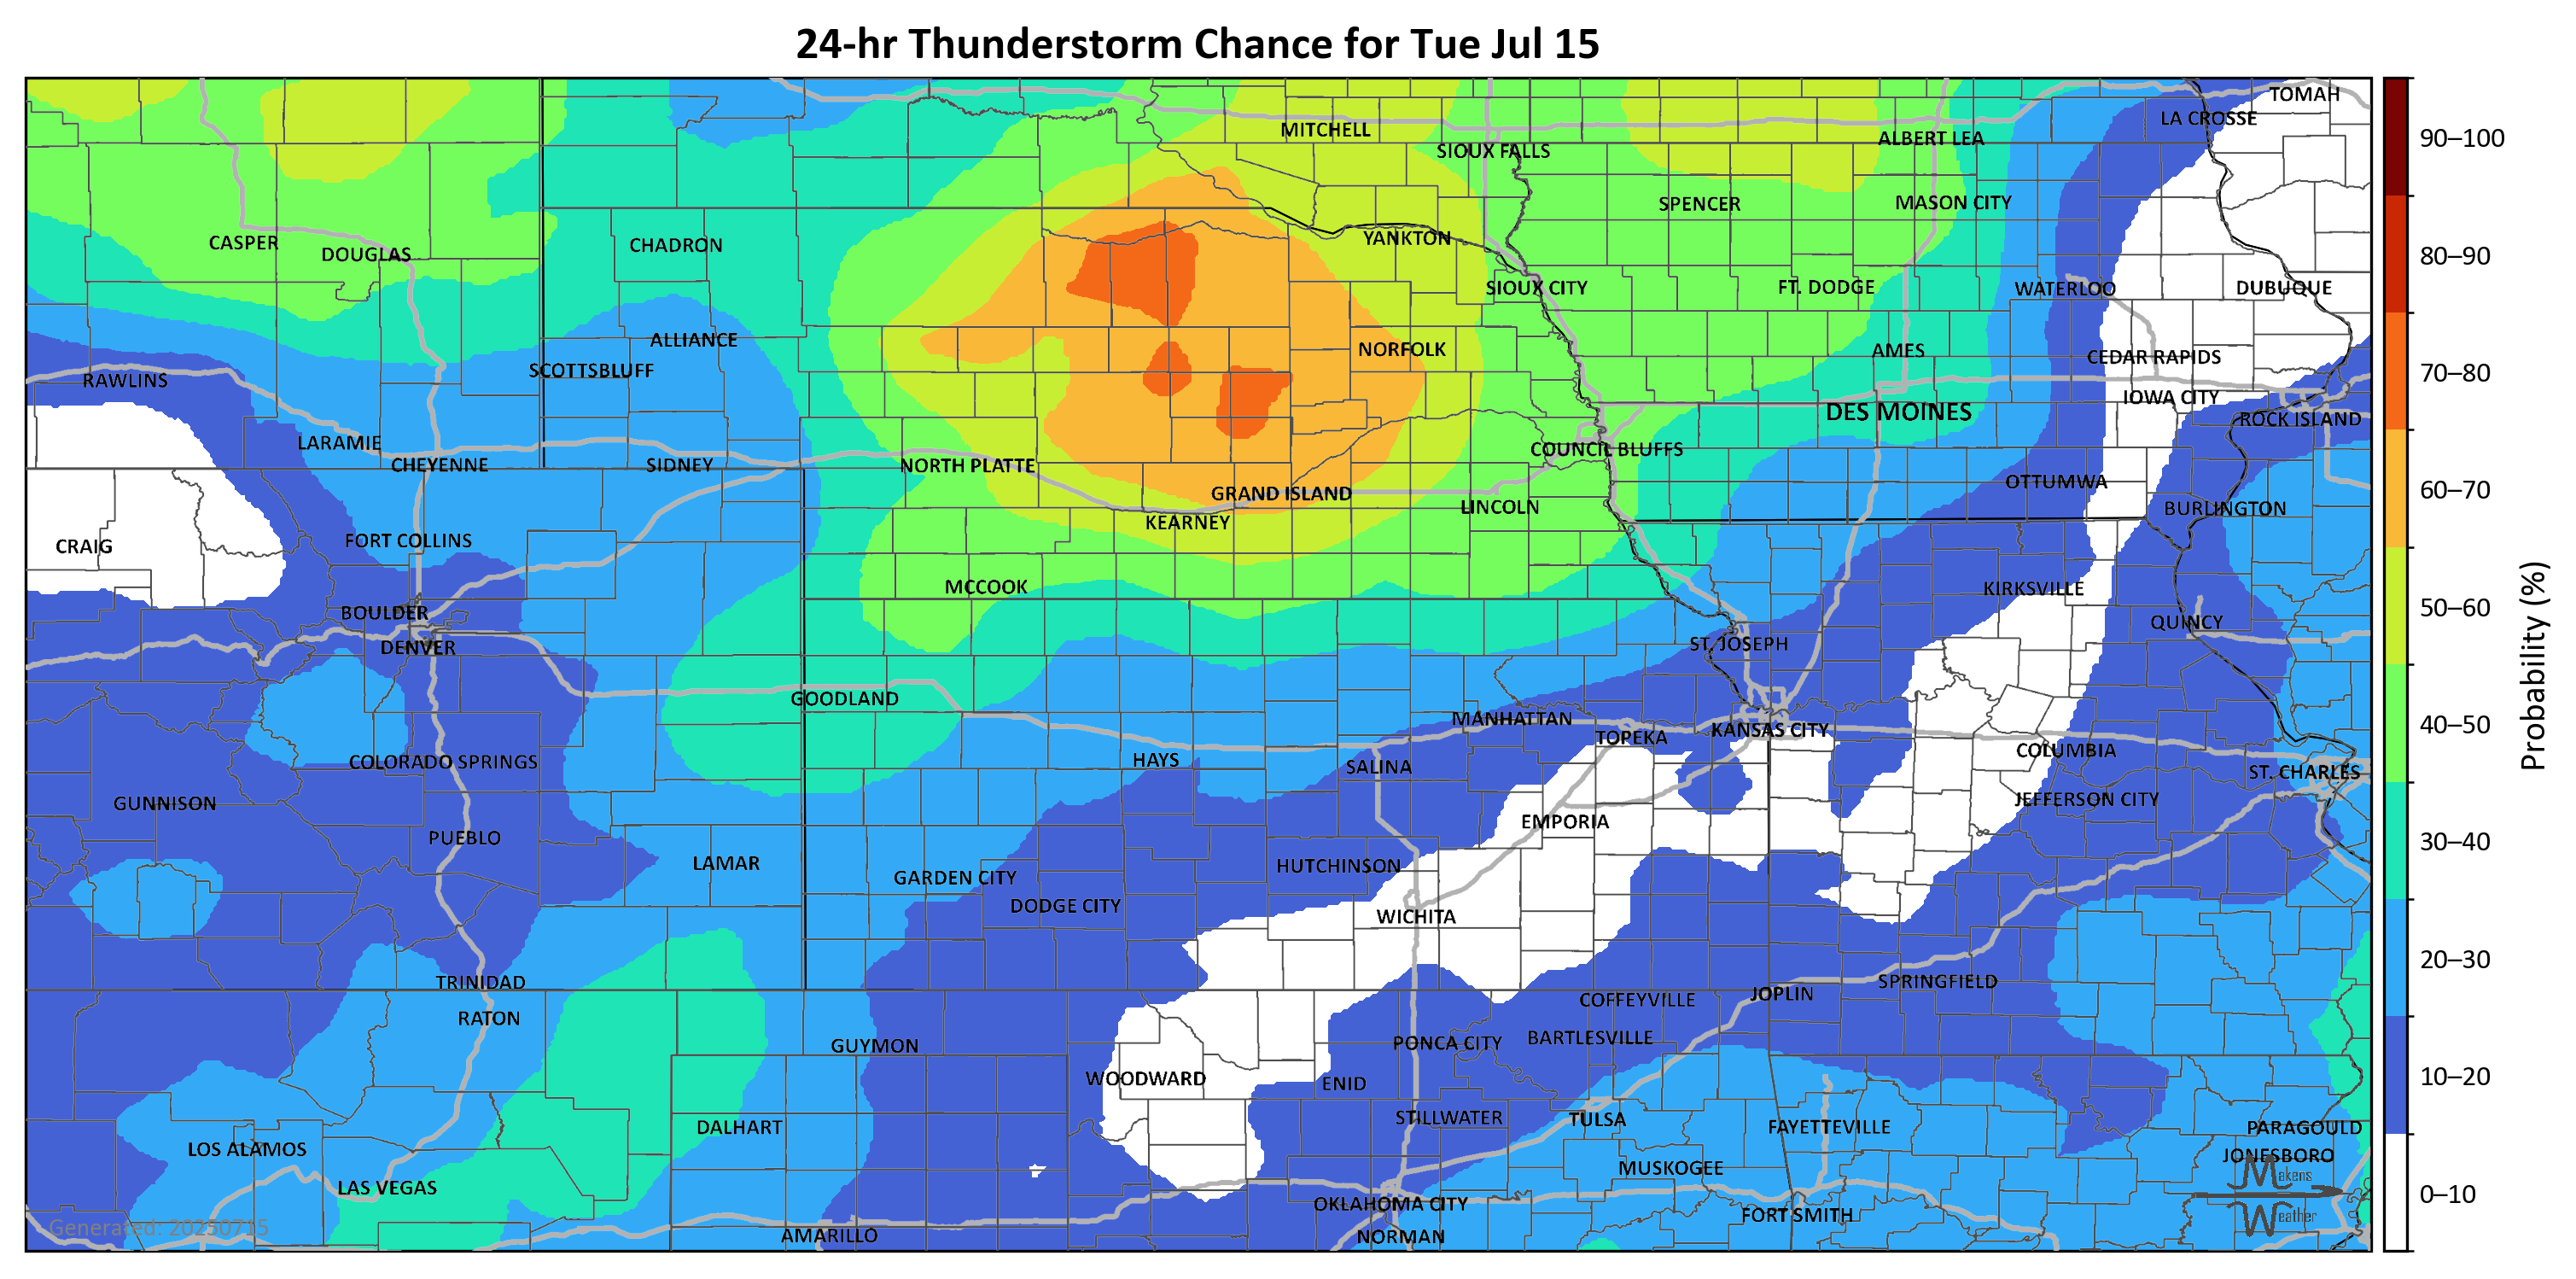 24-hr Thunderstorm Chance for Tue Jul 15
TOMAH
LA CROSSE
MITCHELL
ALBERT LEA
SIOUX FALLS
SPENCER
MASON CITY
CASPER
DOUGLAS
CHADRON
YANKTON
SIOUX CITY
FT. DODGE
WATERLOO
DUBUQUE
ALLIANCE
NORFOLK
AMES
CEDAR RAPIDS
RAWLINS
SCOTTSBLUFF
IOWA CITY
DES MOINES
ROCK ISLAND
LARAMIE
COUNCIL BLUFFS
CHEYENNE
SIDNEY
NORTH PLATTE
OTTUMWA
GRAND ISLAND
LINCOLN
BURLINGTON
KEARNEY
CRAIG
FORT COLLINS
MCCOOK
KIRKSVILLE
BOULDER
QUINCY
DENVER
ST. JOSEPH
GOODLAND
MANHATTAN
TOPEKA
KANSAS CITY
COLUMBIA
COLORADO SPRINGS
HAYS
SALINA
ST. CHARLES
GUNNISON
JEFFERSON CITY
EMPORIA
PUEBLO
LAMAR
HUTCHINSON
GARDEN CITY
DODGE CITY
WICHITA
TRINIDAD
SPRINGFIELD
JOPLIN
COFFEYVILLE
RATON
GUYMON
PONCA CITY
BARTLESVILLE
WOODWARD
ENID
STILLWATER
TULSA
DALHART
FAYETTEVILLE
PARAGOULD
LOS ALAMOS
JONESBORO
MUSKOGEE
LAS VEGAS
OKLAHOMA CITY
FORT SMITH
AMARILLO
NORMAN
Generated: 20250715
Makens
Weather
90–100
80–90
70–80
60–70
50–60
40–50
30–40
20–30
10–20
0–10
Probability (%)